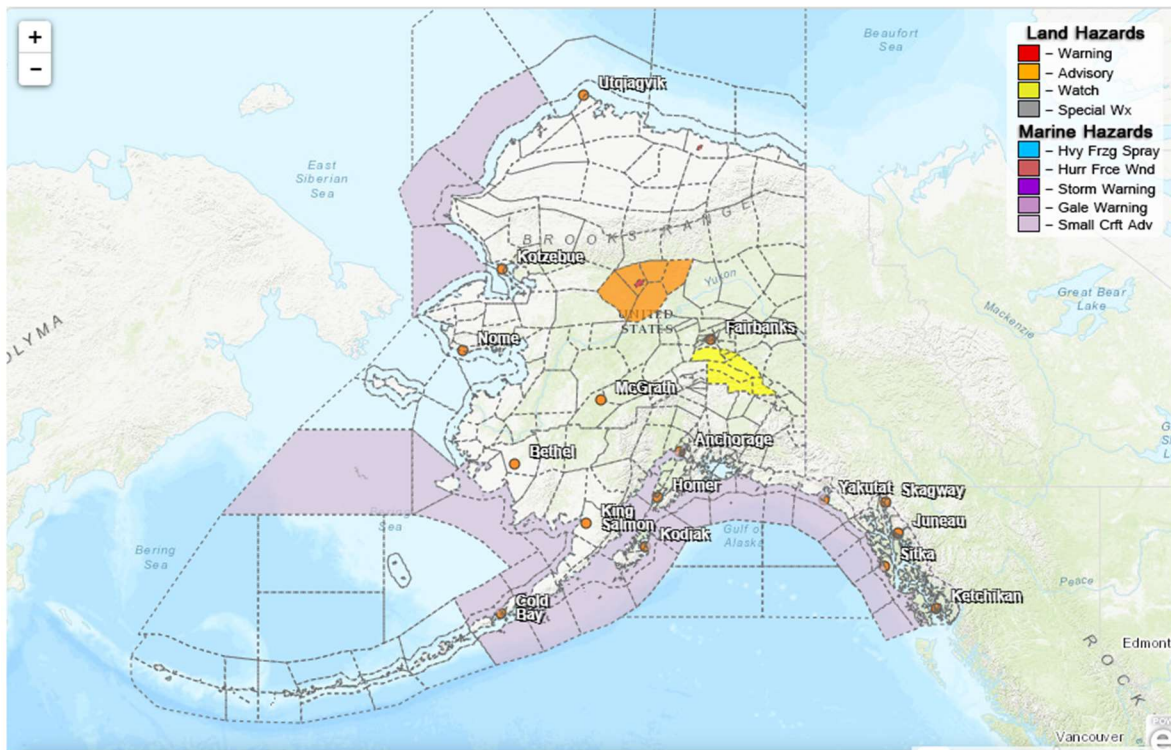 +
−
Beaufort
Sea
East
Siberian
Sea
Land Hazards
– Warning
– Advisory
– Watch
– Special Wx
Marine Hazards
– Hvy Frzg Spray
– Hurr Frce Wnd
– Storm Warning
– Gale Warning
– Small Crft Adv
Utqiagvik
BROOKS RANGE
Kotzebue
Yukon
Great Bear
Lake
Mackenzie
OLYMA
UNITED
STATES
Fairbanks
Nome
McGrath
Anchorage
Bethel
Homer
Yakutat
Skagway
King
Salmon
Kodiak
Juneau
Bering
Sea
Gulf of
Alaska
Sitka
Bering
Sea
Gold
Bay
Ketchikan
Peace
Edmont
ROCK
Vancouver